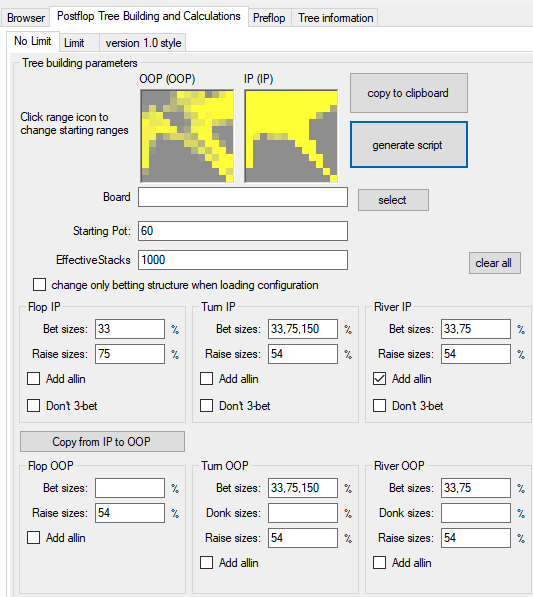 Browser Postflop Tree Building and Calculations Preflop Tree information
No Limit Limit version 1.0 style
Tree building parameters
OOP (OOP) IP (IP)
Click range icon to
change starting ranges
copy to clipboard
generate script
Board select
Starting Pot: 60
EffectiveStacks 1000
clear all
change only betting structure when loading configuration
Flop IP
Bet sizes: 33 %
Raise sizes: 75 %
Add allin
Don't 3-bet
Turn IP
Bet sizes: 33,75,150 %
Raise sizes: 54 %
Add allin
Don't 3-bet
River IP
Bet sizes: 33,75 %
Raise sizes: 54 %
Add allin
Don't 3-bet
Copy from IP to OOP
Flop OOP
Bet sizes: %
Raise sizes: 54 %
Add allin
Turn OOP
Bet sizes: 33,75,150 %
Donk sizes: %
Raise sizes: 54 %
Add allin
River OOP
Bet sizes: 33,75 %
Donk sizes: %
Raise sizes: 54 %
Add allin